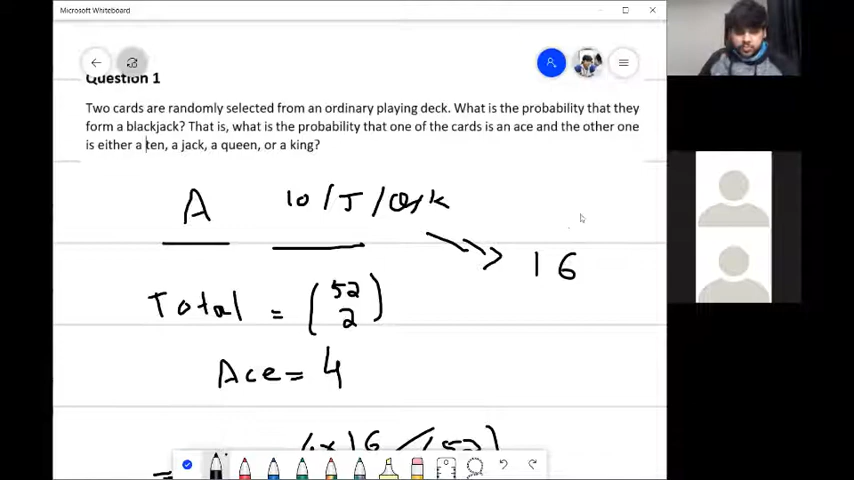 Microsoft Whiteboard
Question 1
Two cards are randomly selected from an ordinary playing deck. What is the probability that they
form a blackjack? That is, what is the probability that one of the cards is an ace and the other one
is either a ten, a jack, a queen, or a king?
A 10/J/Q/K
16
Total = (52 2)
Ace = 4
= 4x16/(52)